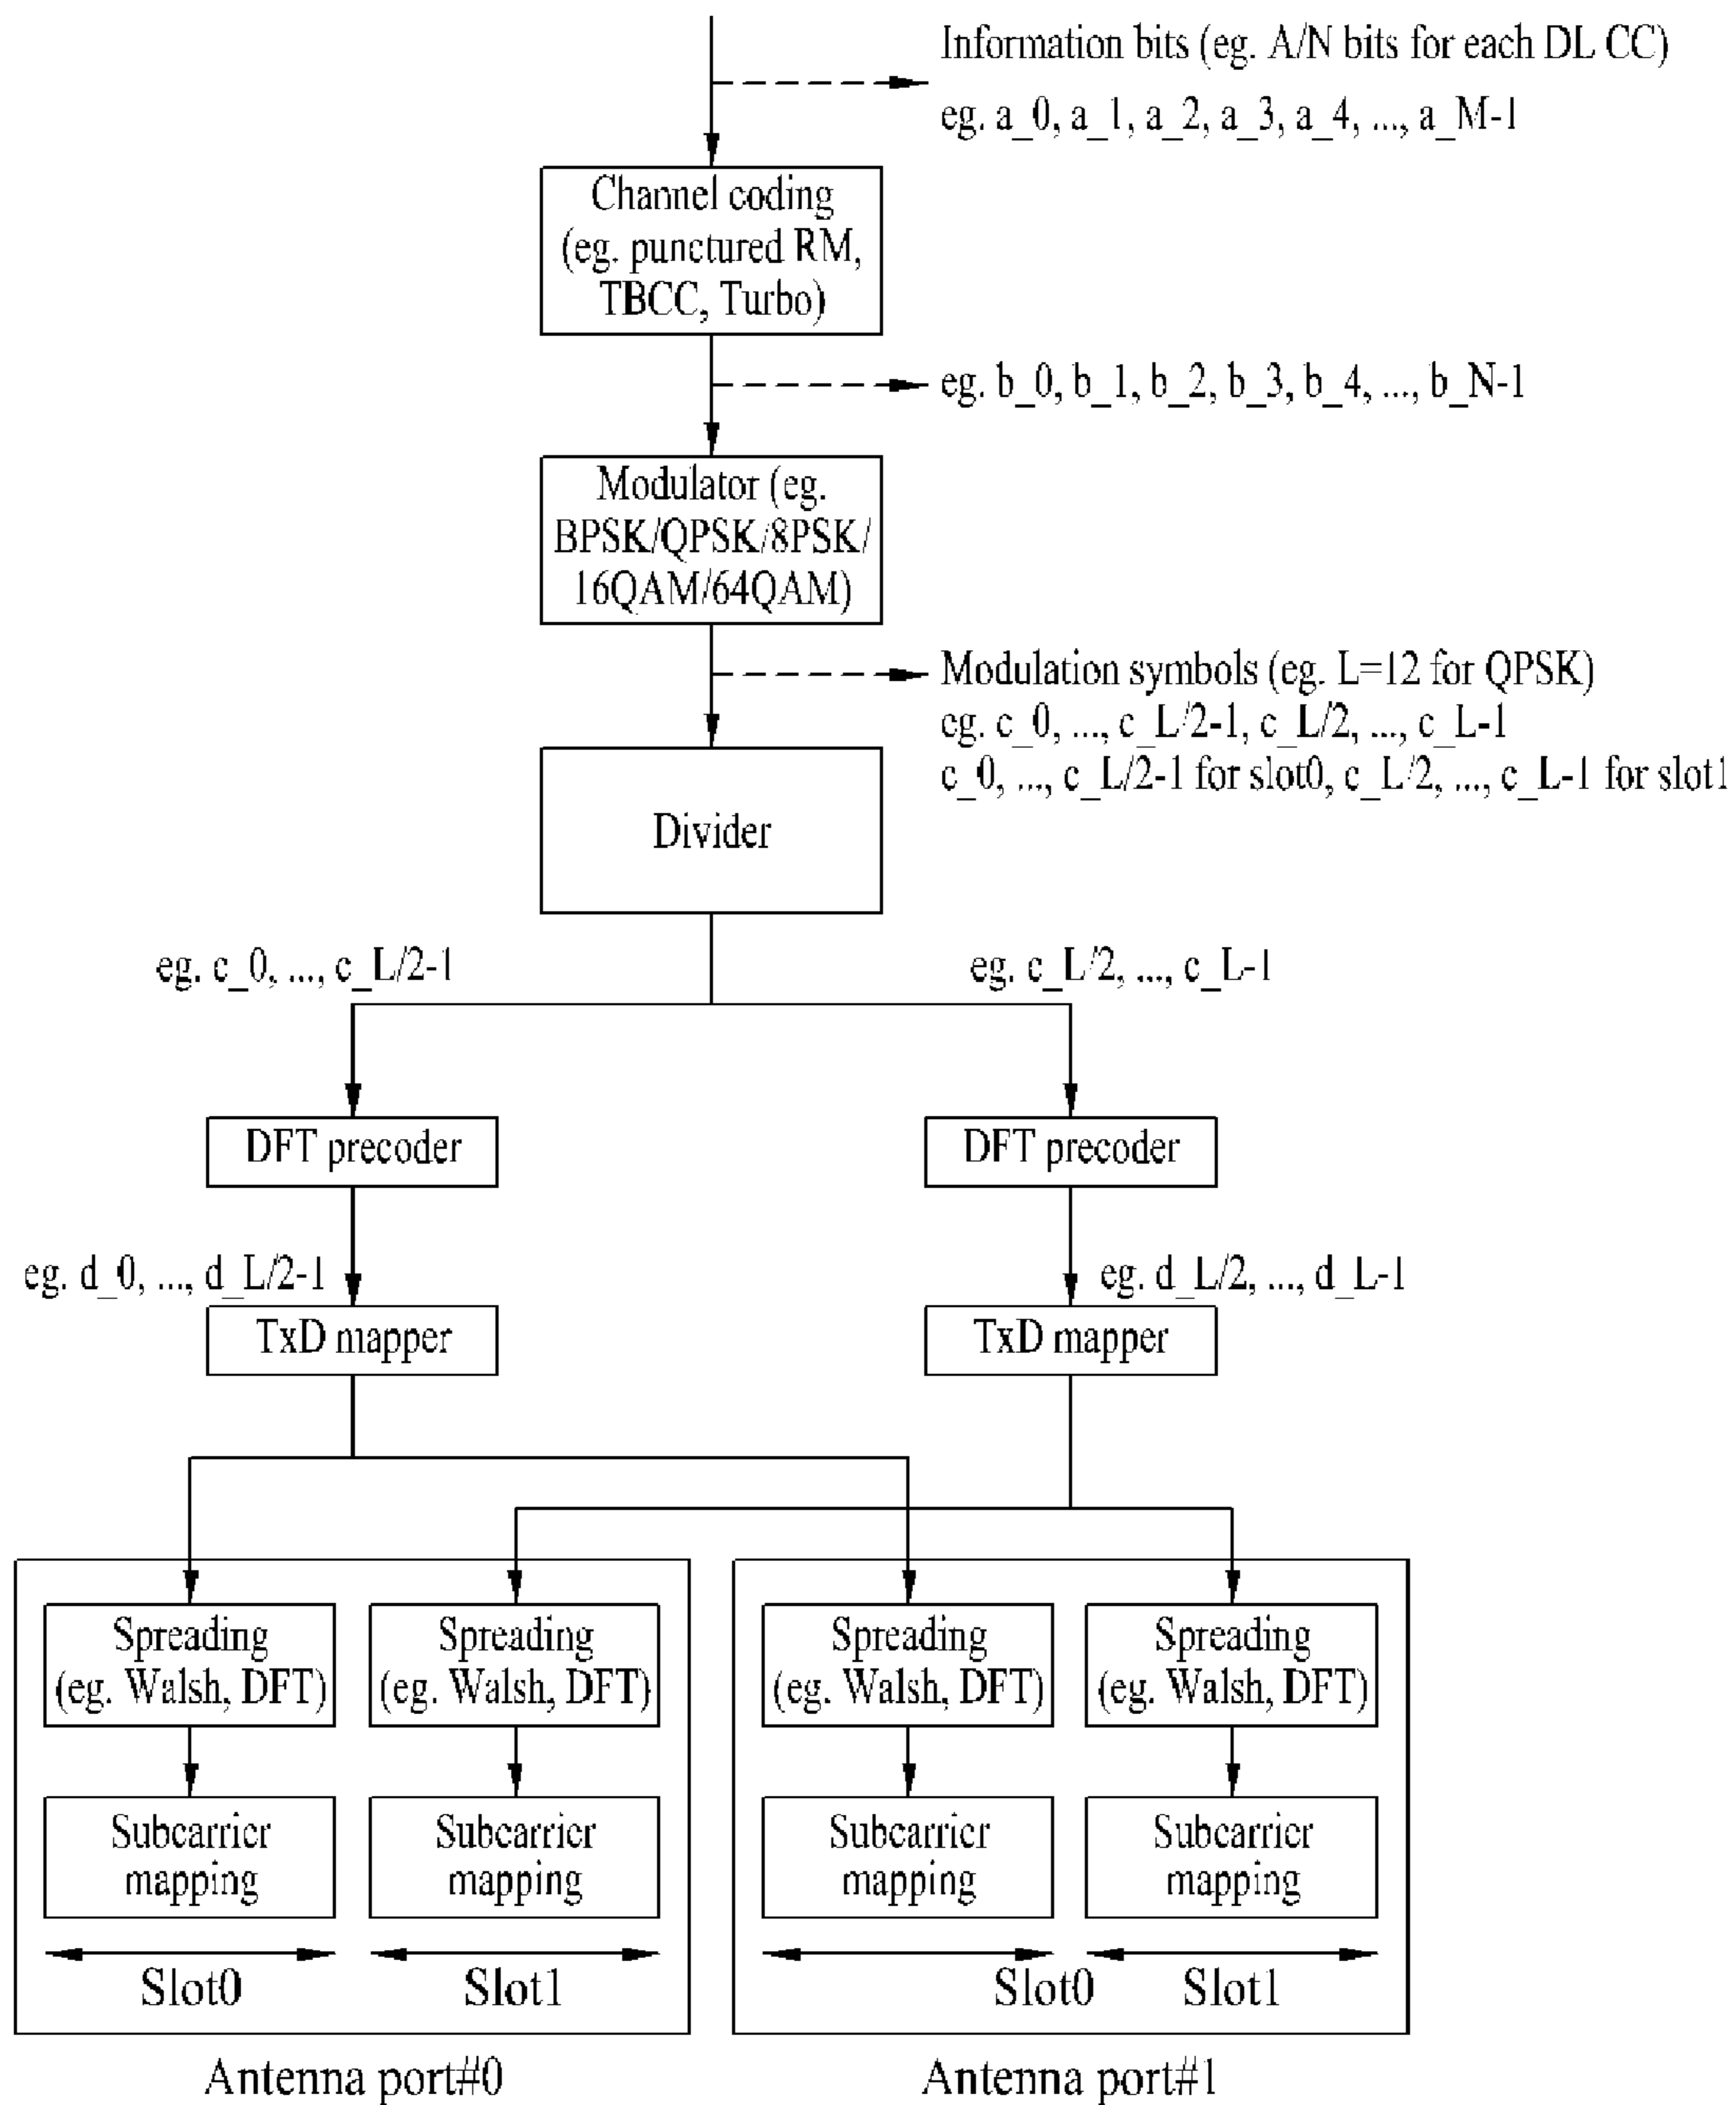 Information bits (eg. A/N bits for each DL CC)
eg. a_0, a_1, a_2, a_3, a_4, ..., a_M-1
Channel coding
(eg. punctured RM,
TBCC, Turbo)
eg. b_0, b_1, b_2, b_3, b_4, ..., b_N-1
Modulator (eg.
BPSK/QPSK/8PSK/
16QAM/64QAM)
Modulation symbols (eg. L=12 for QPSK)
eg. c_0, ..., c_L/2-1, c_L/2, ..., c_L-1
c_0, ..., c_L/2-1 for slot0, c_L/2, ..., c_L-1 for slot1
Divider
eg. c_0, ..., c_L/2-1
eg. c_L/2, ..., c_L-1
DFT precoder
DFT precoder
eg. d_0, ..., d_L/2-1
eg. d_L/2, ..., d_L-1
TxD mapper
TxD mapper
Spreading
(eg. Walsh, DFT)
Spreading
(eg. Walsh, DFT)
Spreading
(eg. Walsh, DFT)
Spreading
(eg. Walsh, DFT)
Subcarrier
mapping
Subcarrier
mapping
Subcarrier
mapping
Subcarrier
mapping
Slot0
Slot1
Slot0
Slot1
Antenna port#0
Antenna port#1